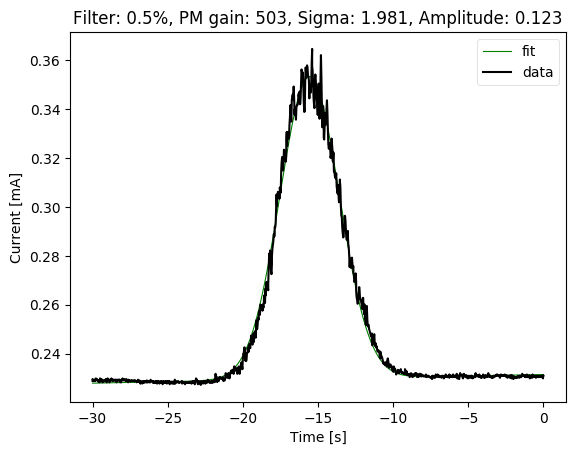 Filter: 0.5%, PM gain: 503, Sigma: 1.981, Amplitude: 0.123
fit
data
0.36
0.34
0.32
0.30
0.28
0.26
0.24
Current [mA]
−30 −25 −20 −15 −10 −5 0
Time [s]